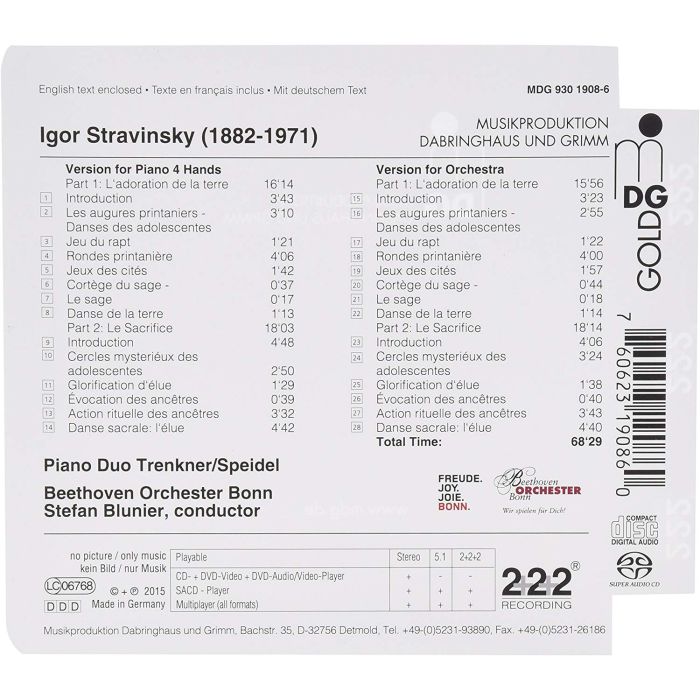 English text enclosed • Texte en français inclus • Mit deutschem Text
MDG 930 1908-6
Igor Stravinsky (1882-1971)
MUSIKPRODUKTION
DABRINGHAUS UND GRIMM
Version for Piano 4 Hands
Part 1: L'adoration de la terre 16'14
1 Introduction 3'43
2 Les augures printaniers - 3'10
Danses des adolescentes
3 Jeu du rapt 1'21
4 Rondes printanière 4'06
5 Jeux des cités 1'42
6 Cortège du sage - 0'37
7 Le sage 0'17
8 Danse de la terre 1'13
Part 2: Le Sacrifice 18'03
9 Introduction 4'48
10 Cercles mysteriéux des
adolescentes 2'50
11 Glorification d'élue 1'29
12 Évocation des ancêtres 0'39
13 Action rituelle des ancêtres 3'32
14 Danse sacrale: l'élue 4'42
Version for Orchestra
Part 1: L'adoration de la terre 15'56
15 Introduction 3'23
16 Les augures printaniers - 2'55
Danses des adolescentes
17 Jeu du rapt 1'22
18 Rondes printanière 4'00
19 Jeux des cités 1'57
20 Cortège du sage - 0'44
21 Le sage 0'18
22 Danse de la terre 1'14
Part 2: Le Sacrifice 18'14
23 Introduction 4'06
24 Cercles mysteriéux des 3'24
adolescentes
25 Glorification d'élue 1'38
26 Évocation des ancêtres 0'40
27 Action rituelle des ancêtres 3'43
28 Danse sacrale: l'élue 4'40
Total Time: 68'29
Piano Duo Trenkner/Speidel
Beethoven Orchester Bonn
Stefan Blunier, conductor
FREUDE.
JOY.
JOIE.
BONN.
Beethoven
ORCHESTER
Bonn
Wir spielen für Dich!
no picture / only music
kein Bild / nur Musik
LC 06768
© + ℗ 2015
DDD
Made in Germany
Playable Stereo 5.1 2+2+2
CD- + DVD-Video + DVD-Audio/Video-Player + - -
SACD - Player + + +
Multiplayer (all formats) + + +
2+2+2®
RECORDING
Musikproduktion Dabringhaus und Grimm, Bachstr. 35, D-32756 Detmold, Tel. +49-(0)5231-93890, Fax. +49-(0)5231-26186
DG
GOLD
7 60623 19086 0
COMPACT
disc
DIGITAL AUDIO
SUPER AUDIO CD